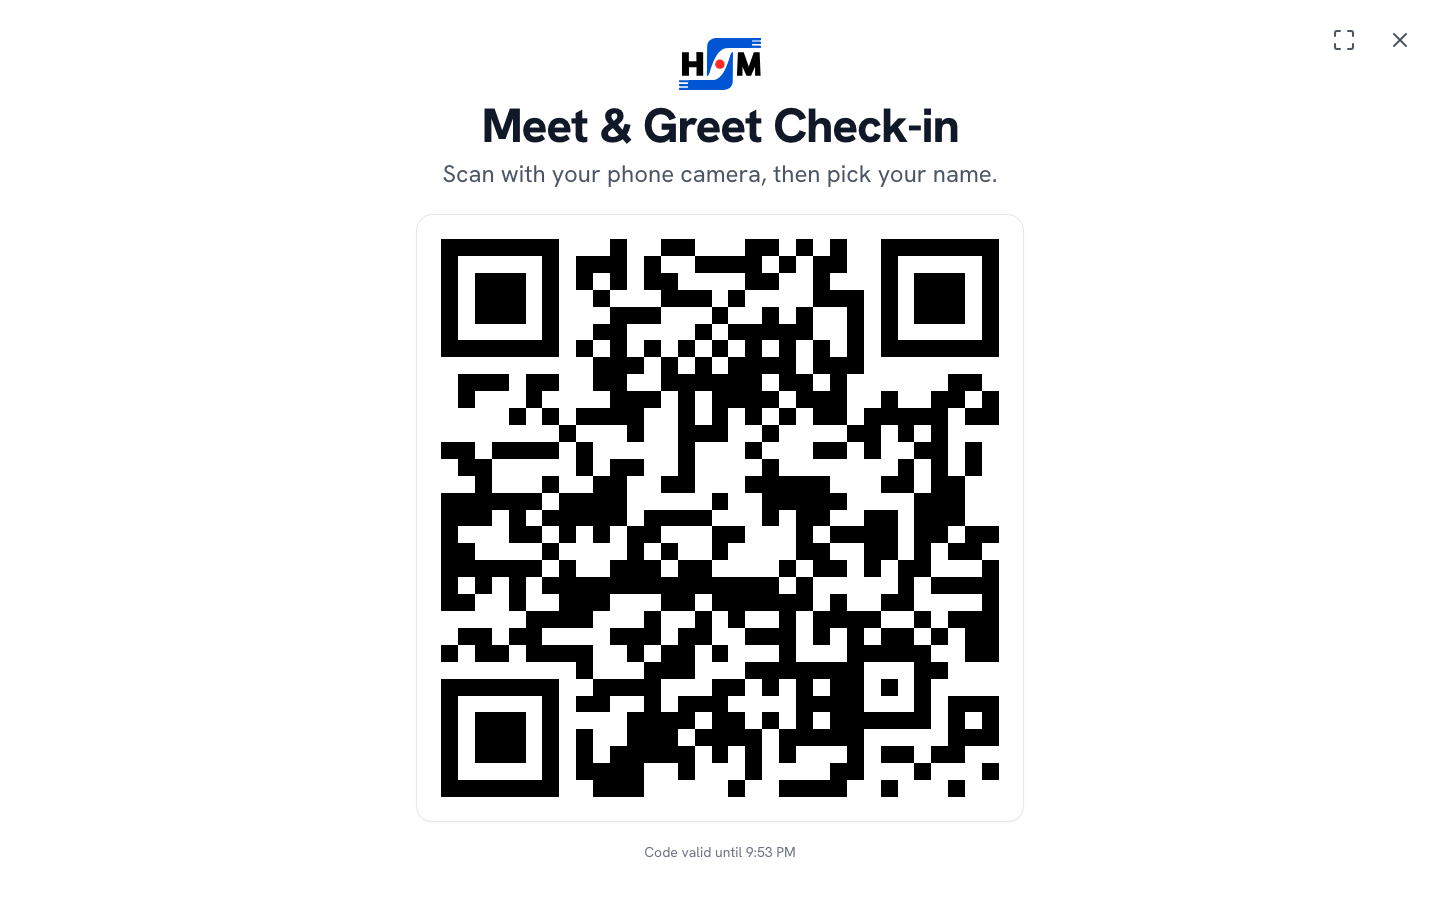 HSM
Meet & Greet Check-in
Scan with your phone camera, then pick your name.
Code valid until 9:53 PM